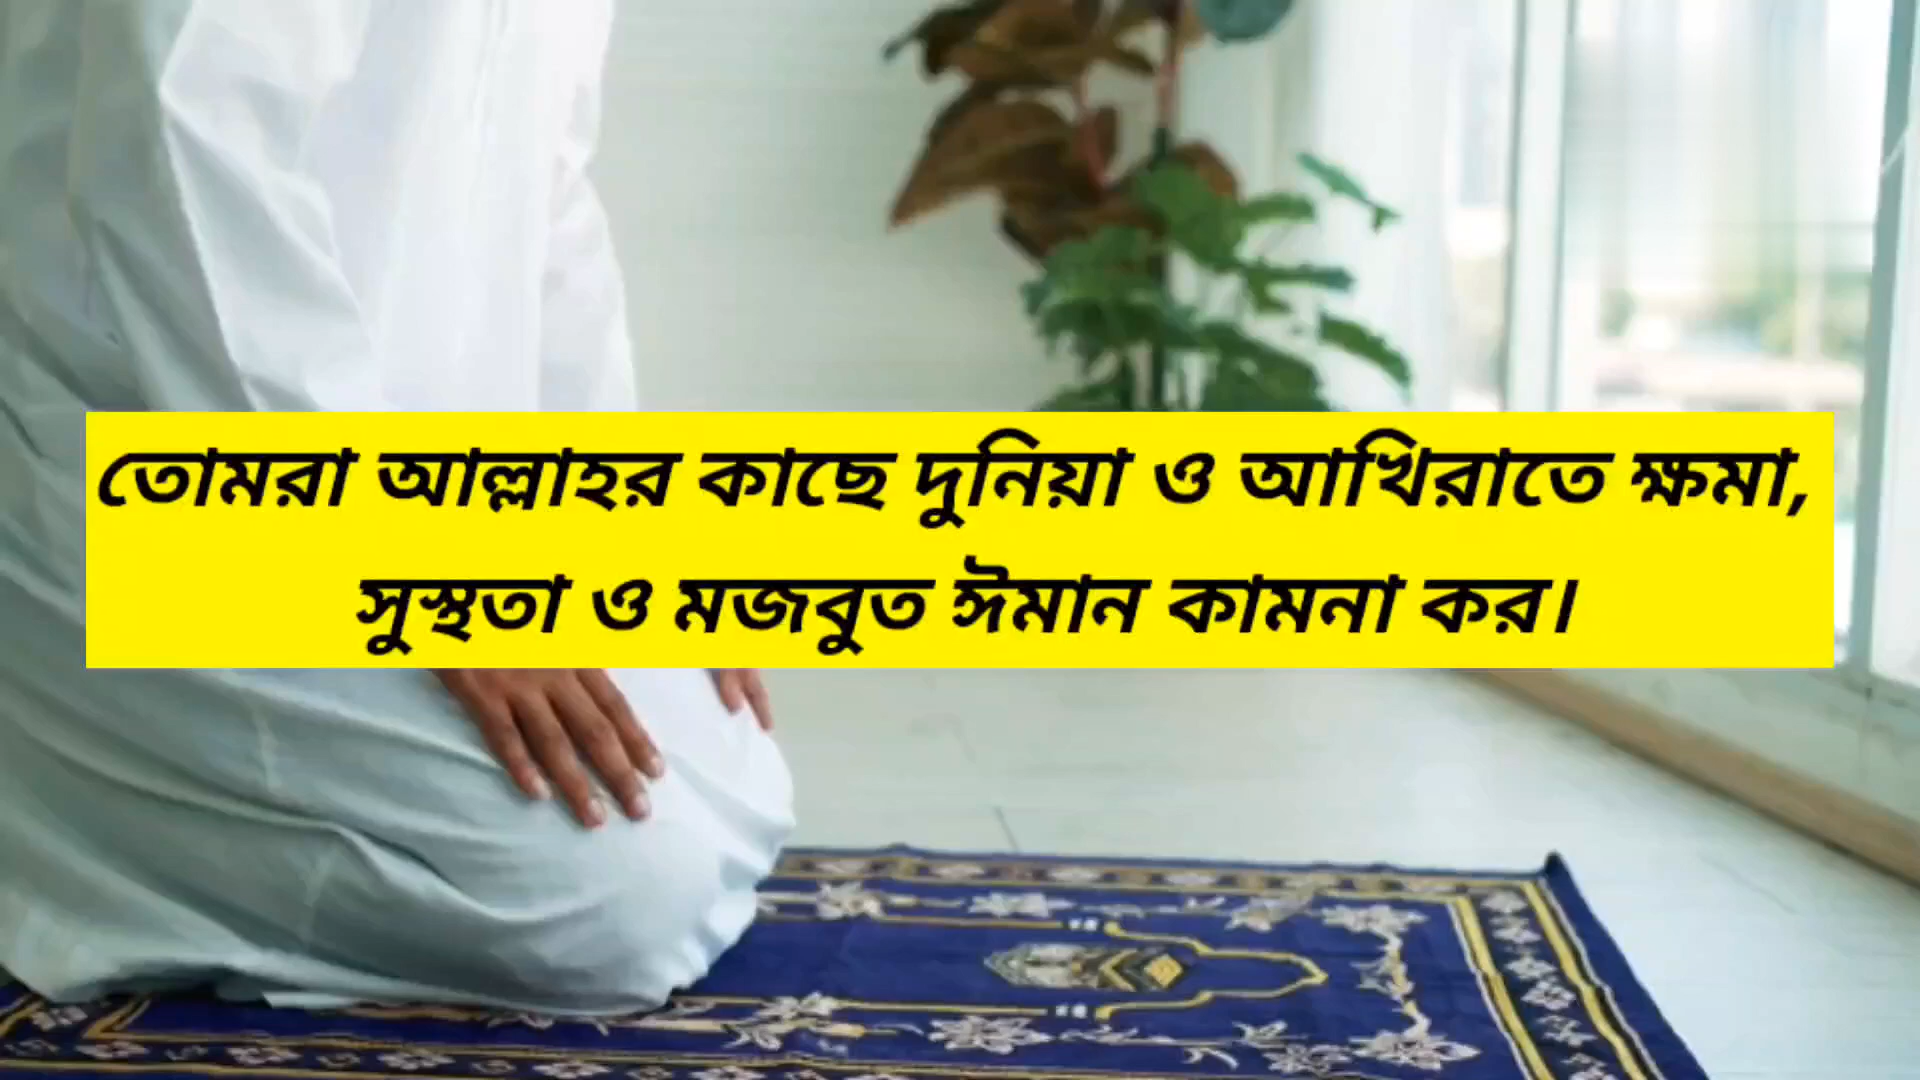 তোমরা আল্লাহর কাছে দুনিয়া ও আখিরাতে ক্ষমা,
সুস্থতা ও মজবুত ঈমান কামনা কর।